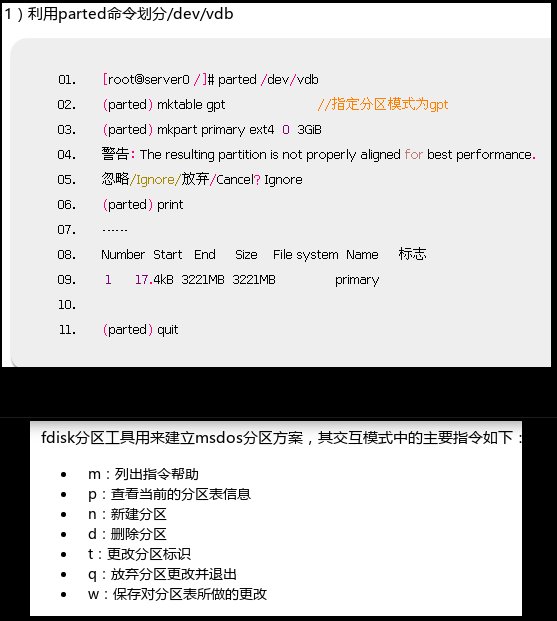 1）利用parted命令划分/dev/vdb
01. [root@server0 /]# parted /dev/vdb
02. (parted) mktable gpt //指定分区模式为gpt
03. (parted) mkpart primary ext4 0 3GiB
04. 警告: The resulting partition is not properly aligned for best performance.
05. 忽略/Ignore/放弃/Cancel? Ignore
06. (parted) print
07. ……
08. Number Start End Size File system Name 标志
09. 1 17.4kB 3221MB 3221MB primary
10.
11. (parted) quit
fdisk分区工具用来建立msdos分区方案，其交互模式中的主要指令如下：
• m：列出指令帮助
• p：查看当前的分区表信息
• n：新建分区
• d：删除分区
• t：更改分区标识
• q：放弃分区更改并退出
• w：保存对分区表所做的更改